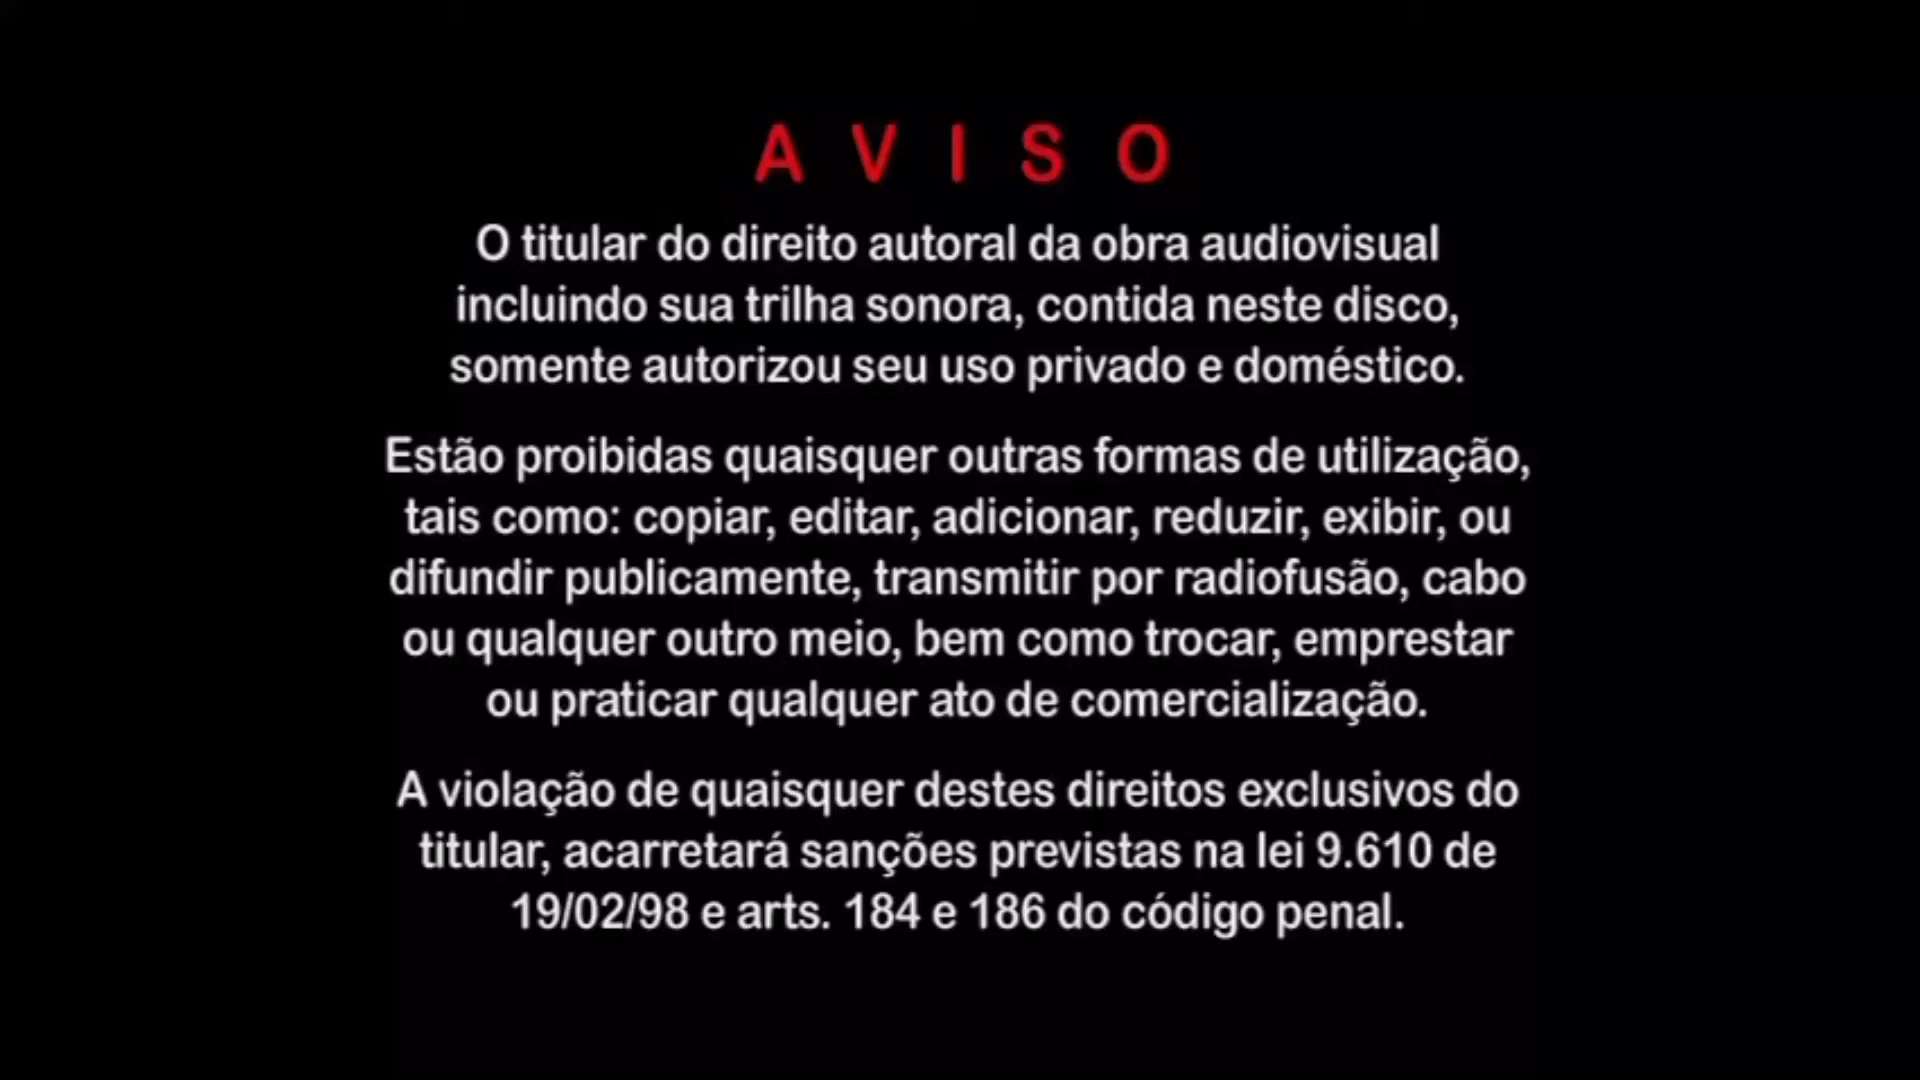 A V I S O
O titular do direito autoral da obra audiovisual
incluindo sua trilha sonora, contida neste disco,
somente autorizou seu uso privado e doméstico.
Estão proibidas quaisquer outras formas de utilização,
tais como: copiar, editar, adicionar, reduzir, exibir, ou
difundir publicamente, transmitir por radiofusão, cabo
ou qualquer outro meio, bem como trocar, emprestar
ou praticar qualquer ato de comercialização.
A violação de quaisquer destes direitos exclusivos do
titular, acarretará sanções previstas na lei 9.610 de
19/02/98 e arts. 184 e 186 do código penal.